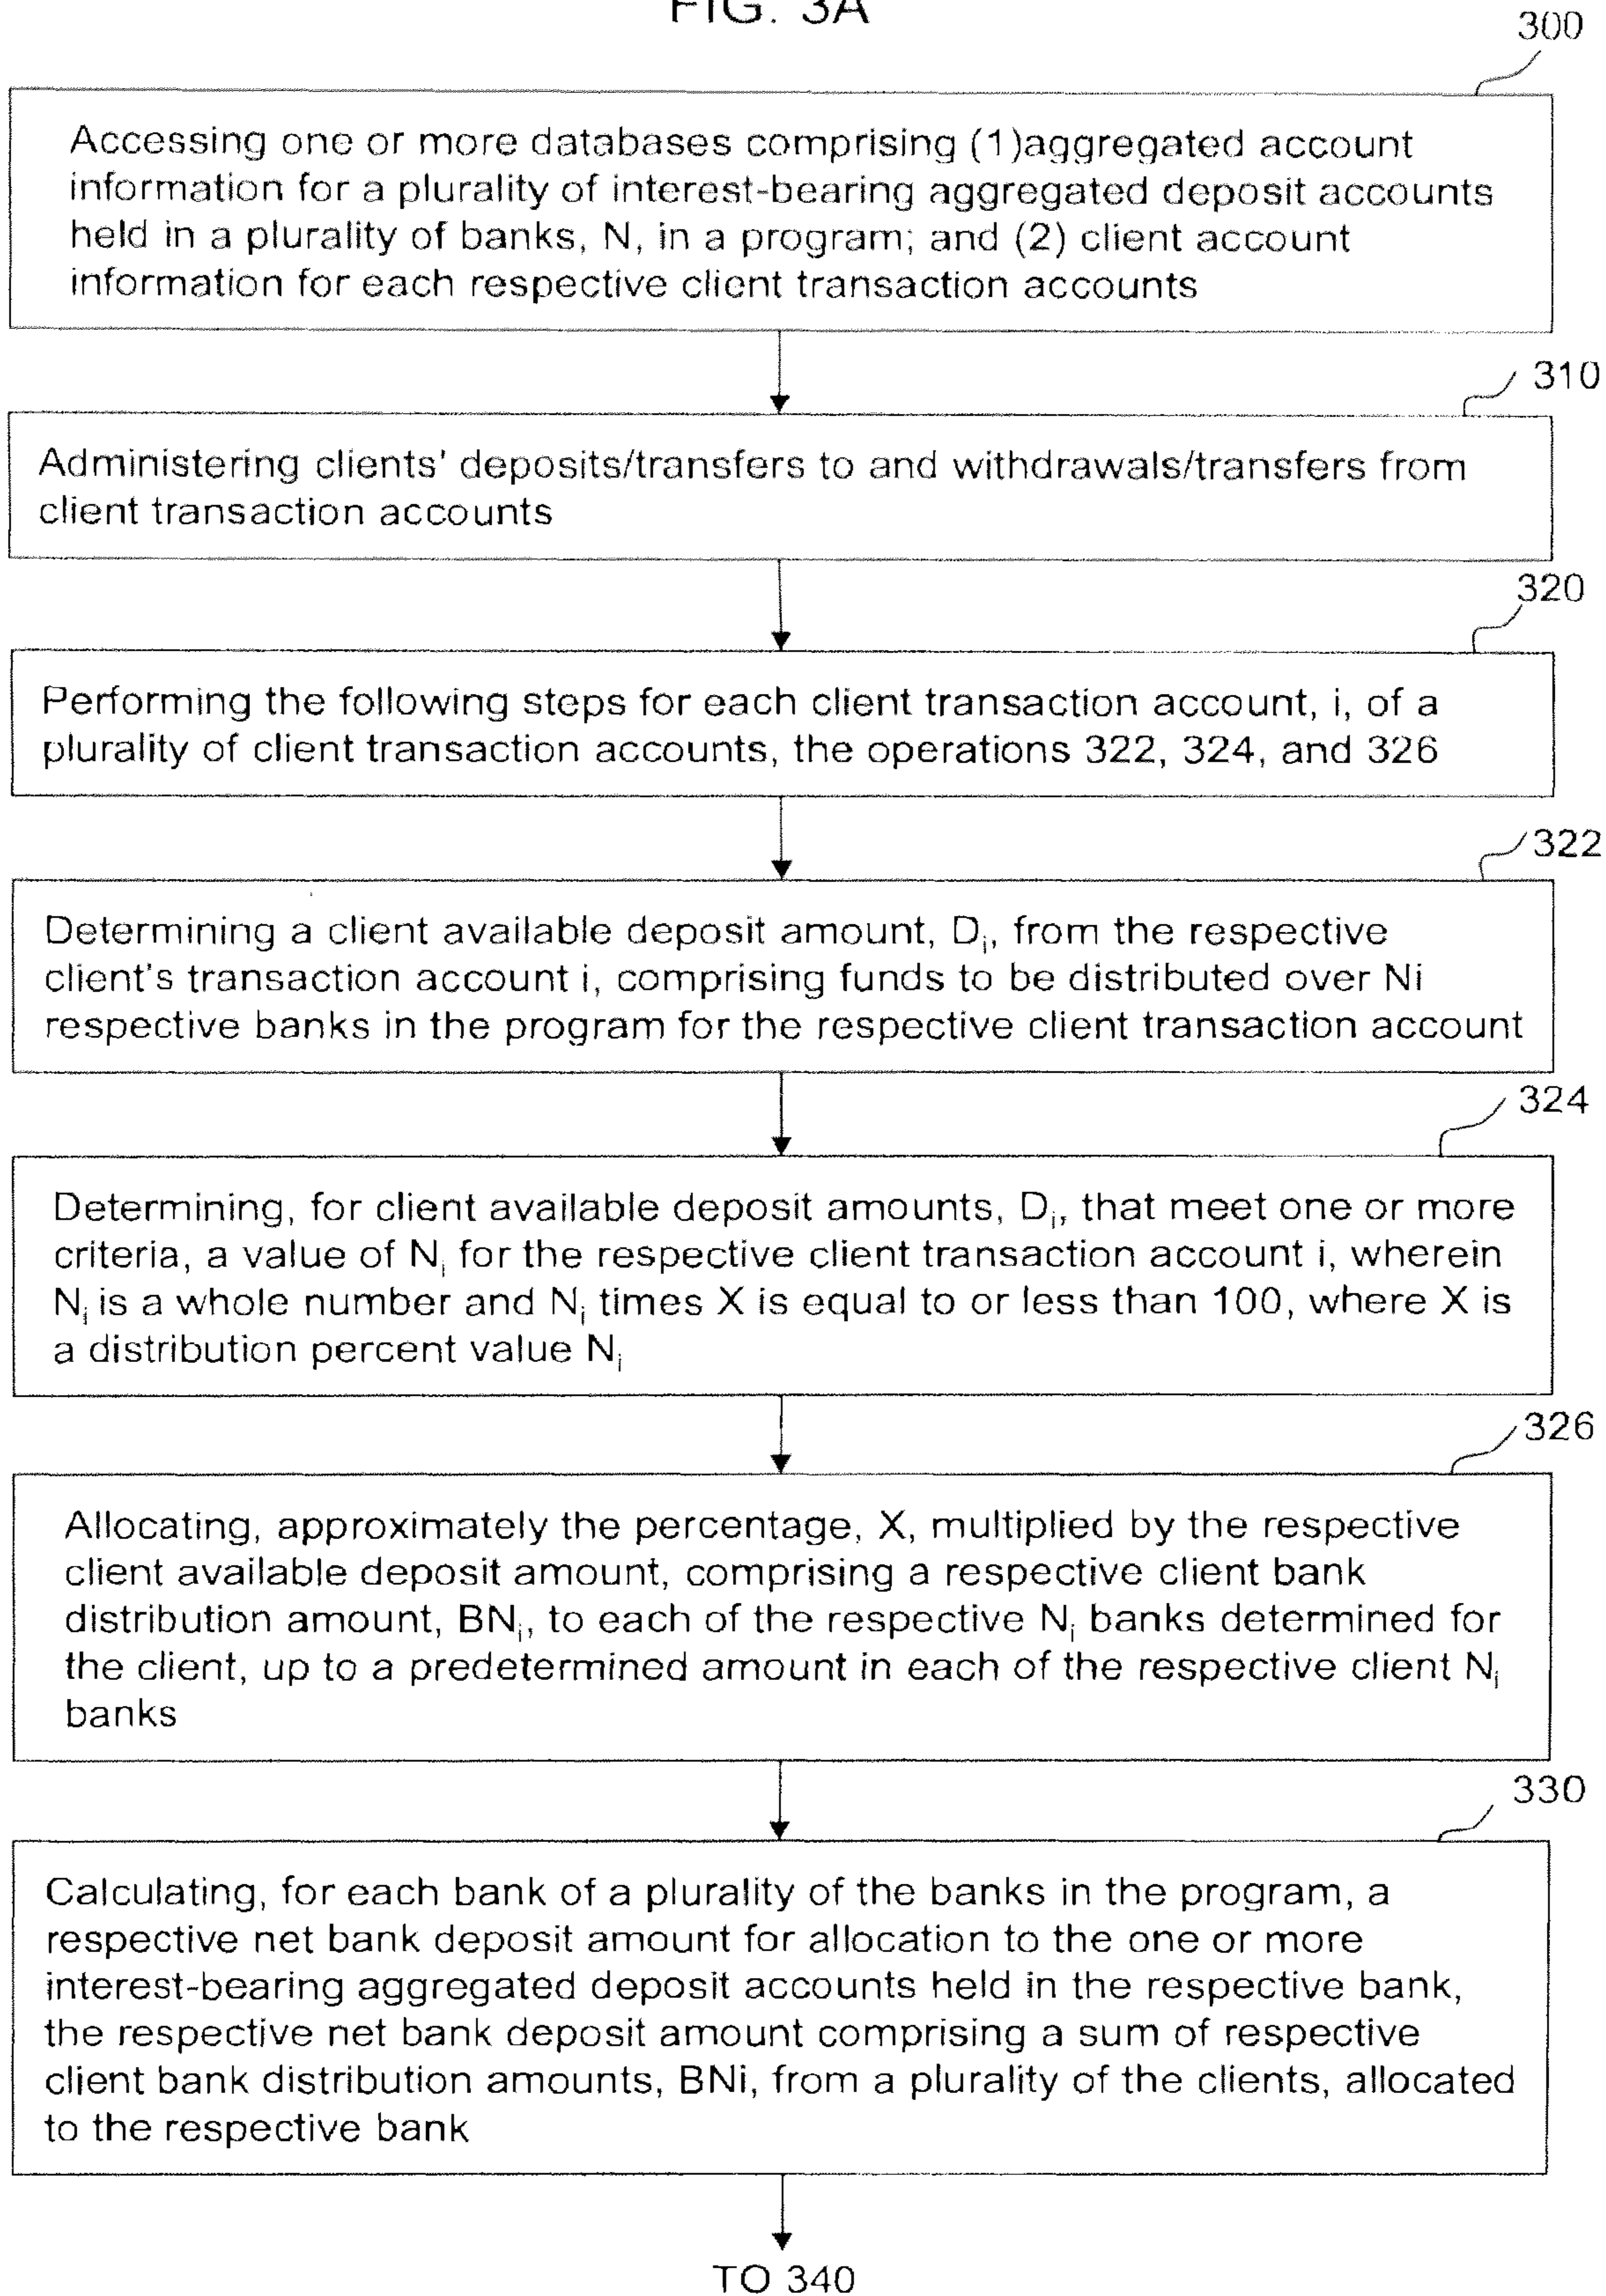 FIG. 3A
300
Accessing one or more databases comprising (1)aggregated account
information for a plurality of interest-bearing aggregated deposit accounts
held in a plurality of banks, N, in a program; and (2) client account
information for each respective client transaction accounts
310
Administering clients' deposits/transfers to and withdrawals/transfers from
client transaction accounts
320
Performing the following steps for each client transaction account, i, of a
plurality of client transaction accounts, the operations 322, 324, and 326
322
Determining a client available deposit amount, Di, from the respective
client's transaction account i, comprising funds to be distributed over Ni
respective banks in the program for the respective client transaction account
324
Determining, for client available deposit amounts, Di, that meet one or more
criteria, a value of Ni for the respective client transaction account i, wherein
Ni is a whole number and Ni times X is equal to or less than 100, where X is
a distribution percent value Ni
326
Allocating, approximately the percentage, X, multiplied by the respective
client available deposit amount, comprising a respective client bank
distribution amount, BNi, to each of the respective Ni banks determined for
the client, up to a predetermined amount in each of the respective client Ni
banks
330
Calculating, for each bank of a plurality of the banks in the program, a
respective net bank deposit amount for allocation to the one or more
interest-bearing aggregated deposit accounts held in the respective bank,
the respective net bank deposit amount comprising a sum of respective
client bank distribution amounts, BNi, from a plurality of the clients, allocated
to the respective bank
TO 340